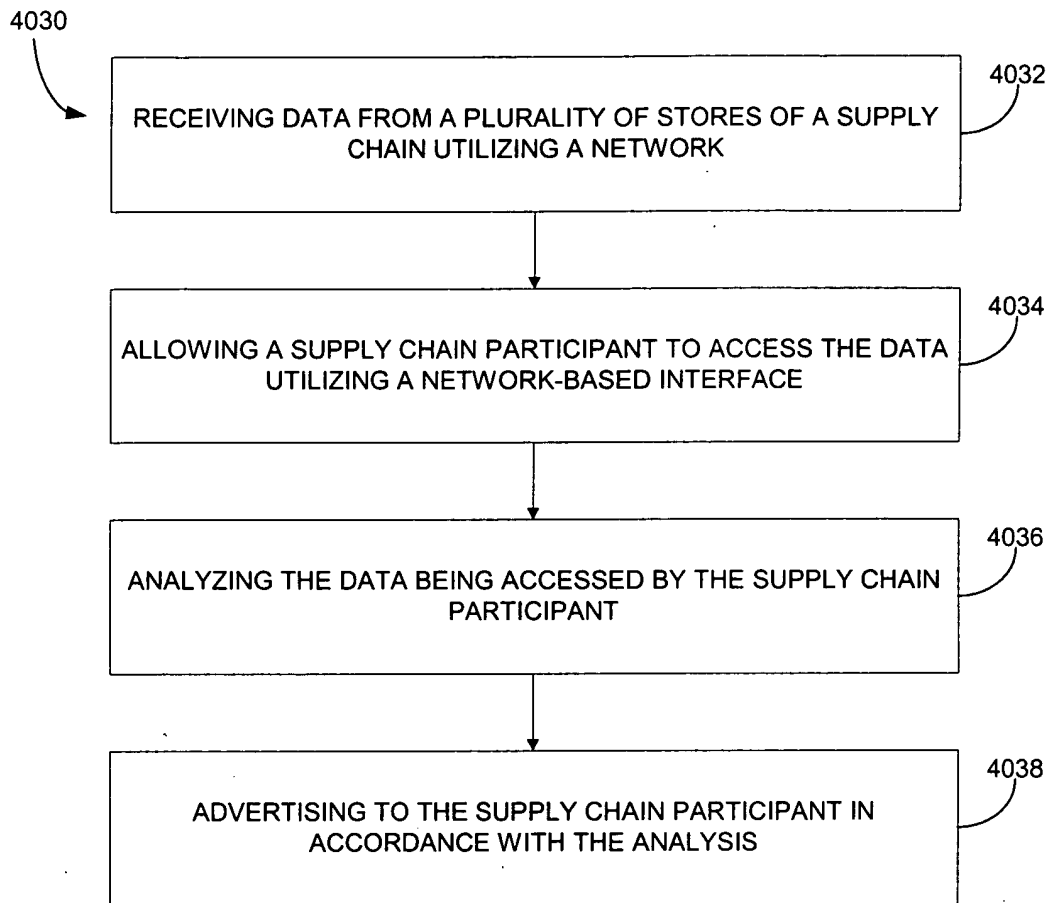 4030
4032
RECEIVING DATA FROM A PLURALITY OF STORES OF A SUPPLY
CHAIN UTILIZING A NETWORK
4034
ALLOWING A SUPPLY CHAIN PARTICIPANT TO ACCESS THE DATA
UTILIZING A NETWORK-BASED INTERFACE
4036
ANALYZING THE DATA BEING ACCESSED BY THE SUPPLY CHAIN
PARTICIPANT
4038
ADVERTISING TO THE SUPPLY CHAIN PARTICIPANT IN
ACCORDANCE WITH THE ANALYSIS